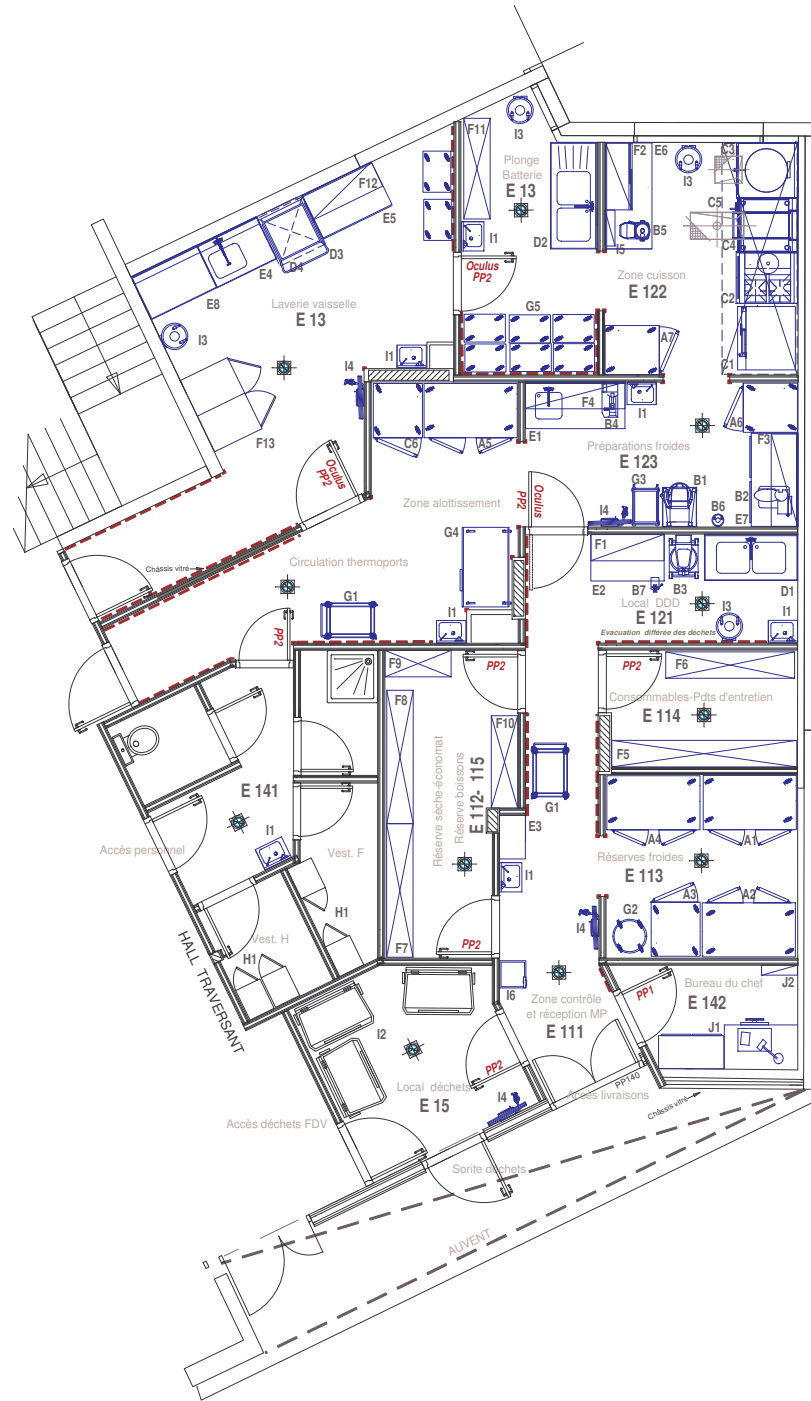 F11
I3
Plonge
Batterie
E 13
F2
E6
I3
C3
F12
E5
D3
D4
E4
E8
Laverie vaisselle
E 13
I3
I1
D2
I5
B5
C5
C4
Oculus
PP2
Zone cuisson
E 122
C2
G5
A7
C1
I1
I4
F13
C6
A5
E1
F4
B4
I1
A6
F3
Préparations froides
E 123
Oculus
PP2
Oculus
PP2
G3
B1
I4
B6
B2
E7
Zone alottissement
G4
Châssis vitré
Circulation thermoports
G1
I1
F1
E2
B7
B3
D1
Local DDD
E 121
I3
I1
Evacuation différée des déchets
PP2
F9
PP2
PP2
F6
Consommables-Pdts d'entretien
E 114
F5
F8
F10
Réserve sèche-économat
Réserve boissons
E 112- 115
G1
E 141
I1
Accès personnel
Vest. F
E3
I1
A4
A1
Réserves froides
E 113
A3
A2
G2
I4
H1
Vest. H
H1
F7
PP2
HALL TRAVERSANT
I6
Zone contrôle
et réception MP
E 111
PP1
Bureau du chef
E 142
J2
J1
I2
Local déchets
E 15
PP2
I4
PP140
Accès livraisons
Châssis vitré
Accès déchets FDV
Sorite déchets
AUVENT